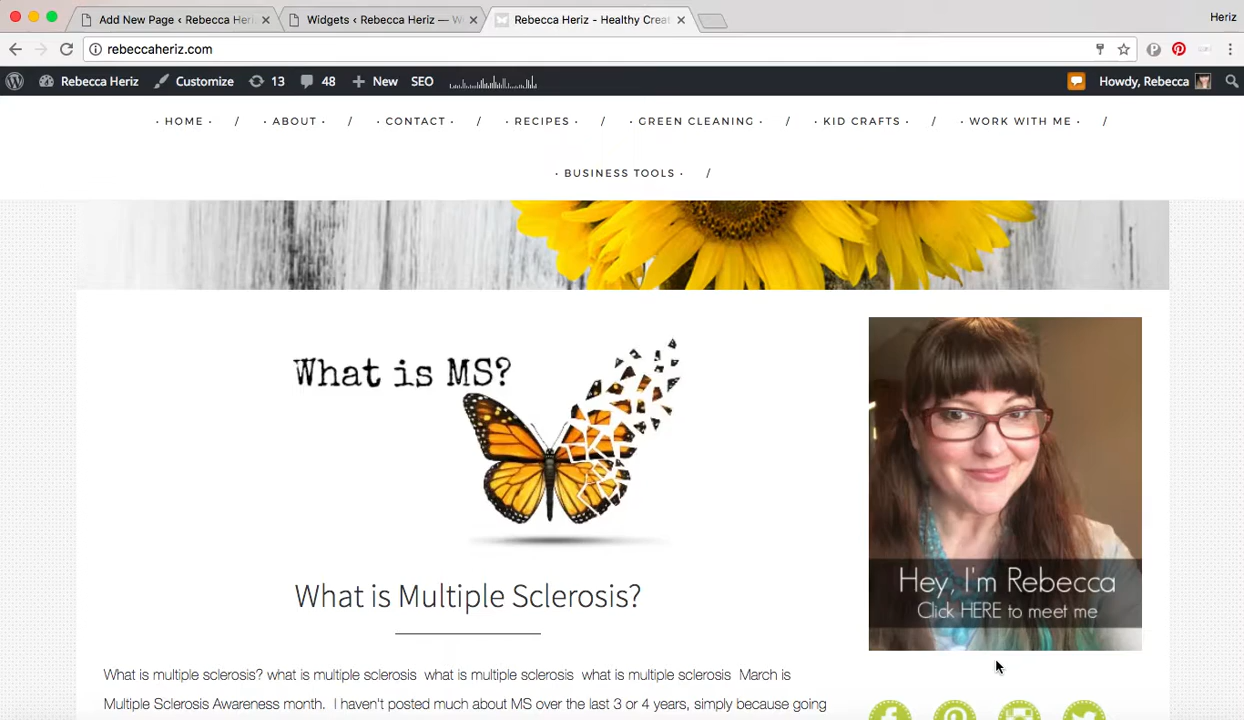 Add New Page ‹ Rebecca Heri
Widgets ‹ Rebecca Heriz — W
Rebecca Heriz - Healthy Creat
Heriz
rebeccaheriz.com
Rebecca Heriz
Customize
13
48
New
SEO
Howdy, Rebecca
· HOME · / · ABOUT · / · CONTACT · / · RECIPES · / · GREEN CLEANING · / · KID CRAFTS · / · WORK WITH ME · /
· BUSINESS TOOLS · /
What is MS?
Hey, I'm Rebecca
Click HERE to meet me
What is Multiple Sclerosis?
What is multiple sclerosis? what is multiple sclerosis what is multiple sclerosis what is multiple sclerosis March is
Multiple Sclerosis Awareness month. I haven't posted much about MS over the last 3 or 4 years, simply because going